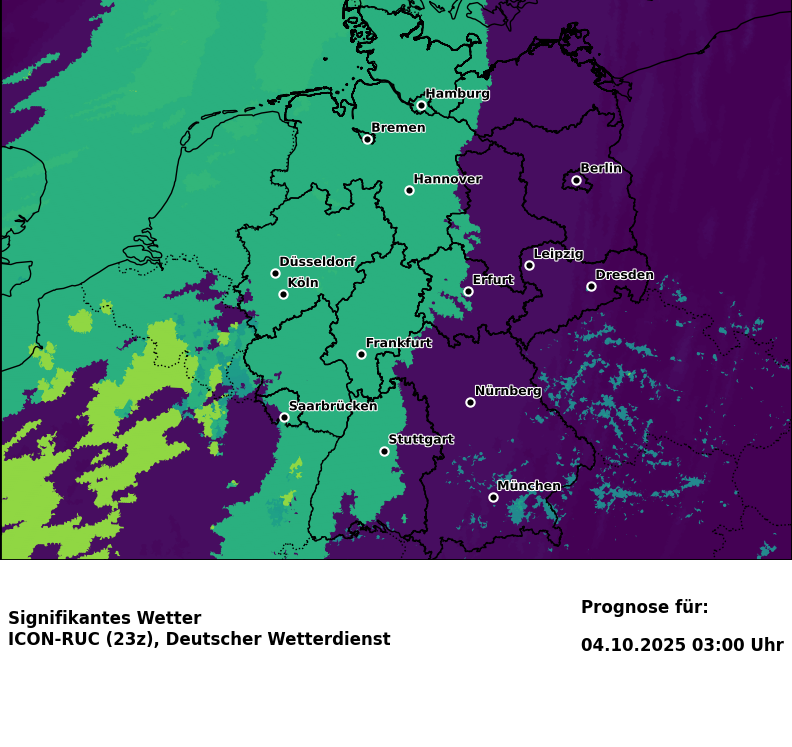 Hamburg
Bremen
Berlin
Hannover
Leipzig
Düsseldorf
Dresden
Köln
Erfurt
Frankfurt
Nürnberg
Saarbrücken
Stuttgart
München
Signifikantes Wetter
ICON-RUC (23z), Deutscher Wetterdienst
Prognose für:
04.10.2025 03:00 Uhr